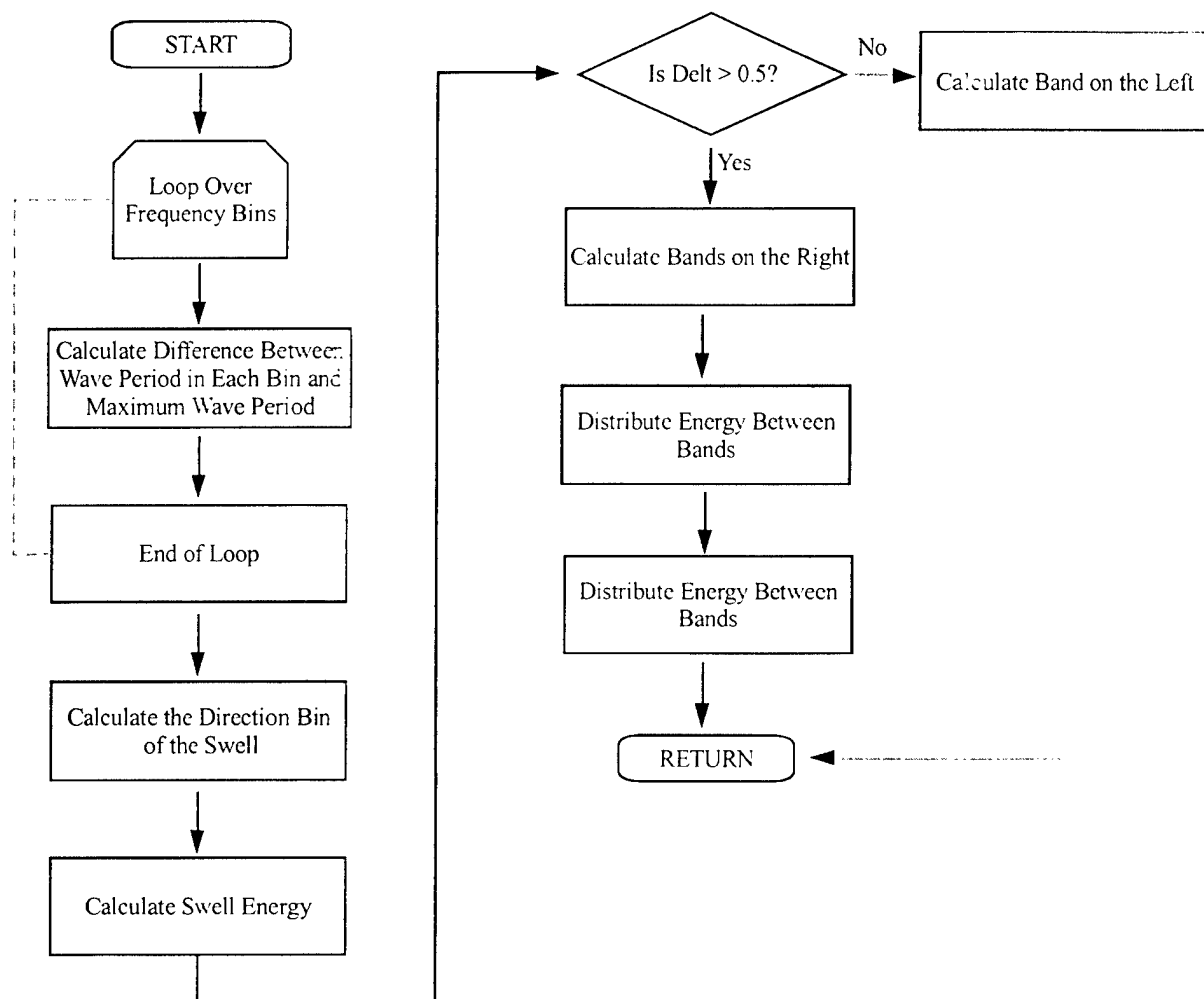 START
Loop Over
Frequency Bins
Calculate Difference Between
Wave Period in Each Bin and
Maximum Wave Period
End of Loop
Calculate the Direction Bin
of the Swell
Calculate Swell Energy
Is Delt > 0.5?
No
Calculate Band on the Left
Yes
Calculate Bands on the Right
Distribute Energy Between
Bands
Distribute Energy Between
Bands
RETURN